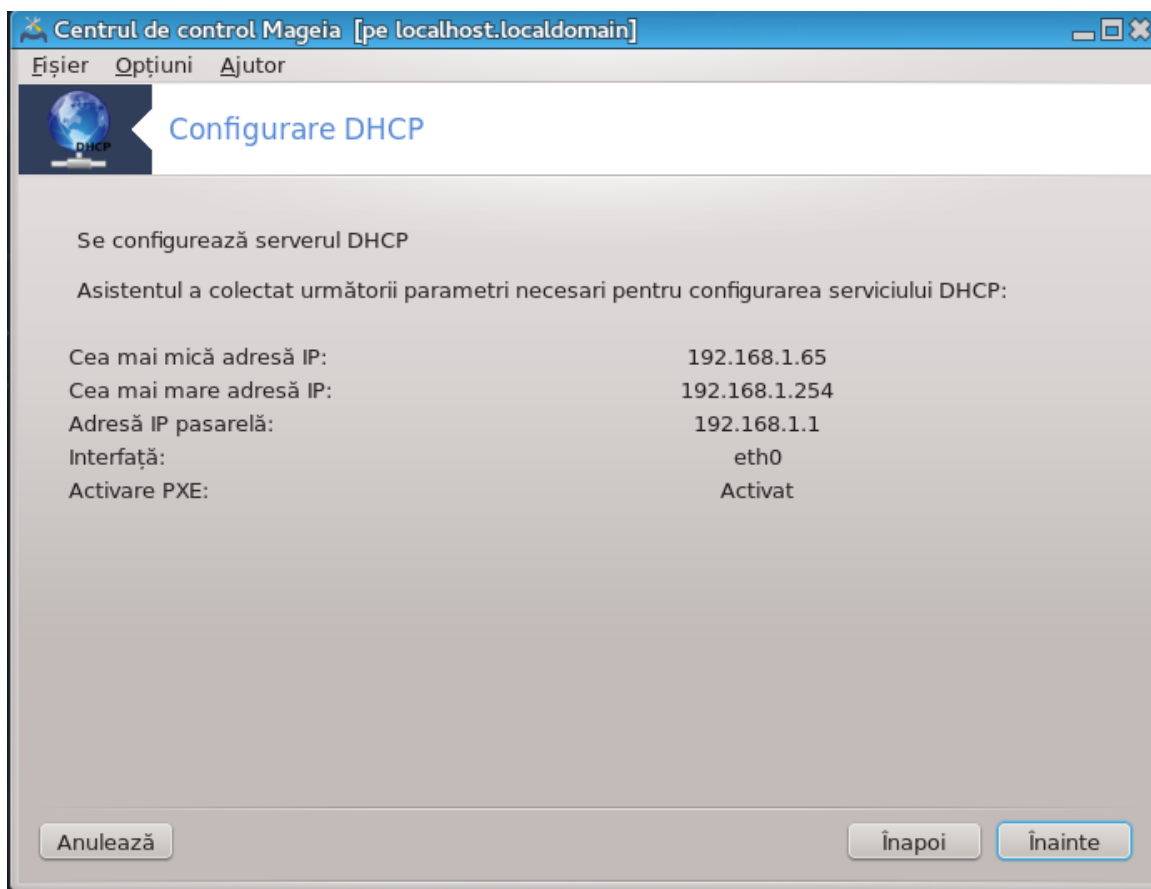 Centrul de control Mageia [pe localhost.localdomain]
Fișier Opțiuni Ajutor
DHCP
Configurare DHCP
Se configurează serverul DHCP
Asistentul a colectat următorii parametri necesari pentru configurarea serviciului DHCP:
Cea mai mică adresă IP: 192.168.1.65
Cea mai mare adresă IP: 192.168.1.254
Adresă IP pasarelă: 192.168.1.1
Interfață: eth0
Activare PXE: Activat
Anulează Înapoi Înainte